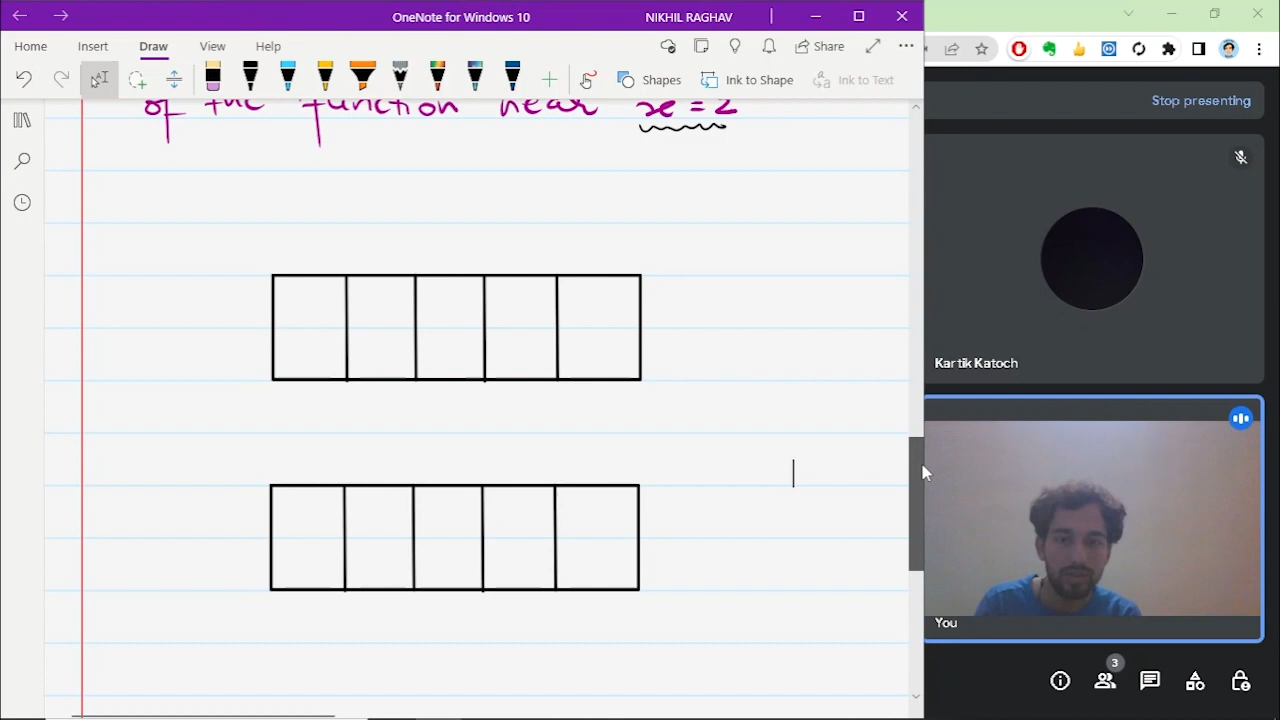 OneNote for Windows 10
NIKHIL RAGHAV
Home Insert Draw View Help
Share
Shapes Ink to Shape Ink to Text
of the function near x = 2
Stop presenting
Kartik Katoch
You
3